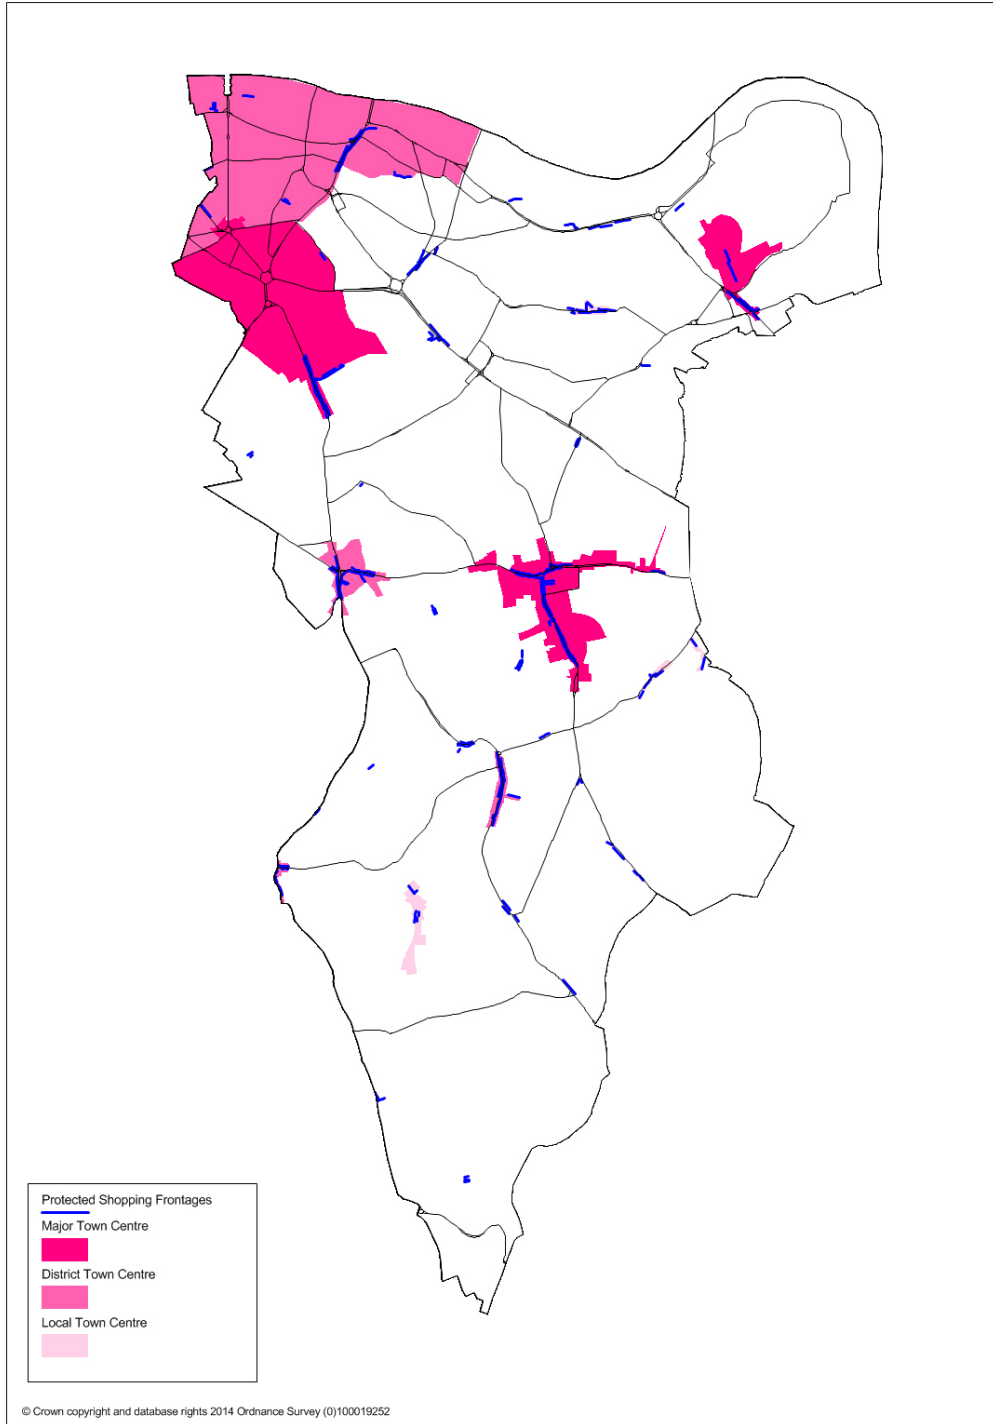 Protected Shopping Frontages
Major Town Centre
District Town Centre
Local Town Centre
© Crown copyright and database rights 2014 Ordnance Survey (0)100019252